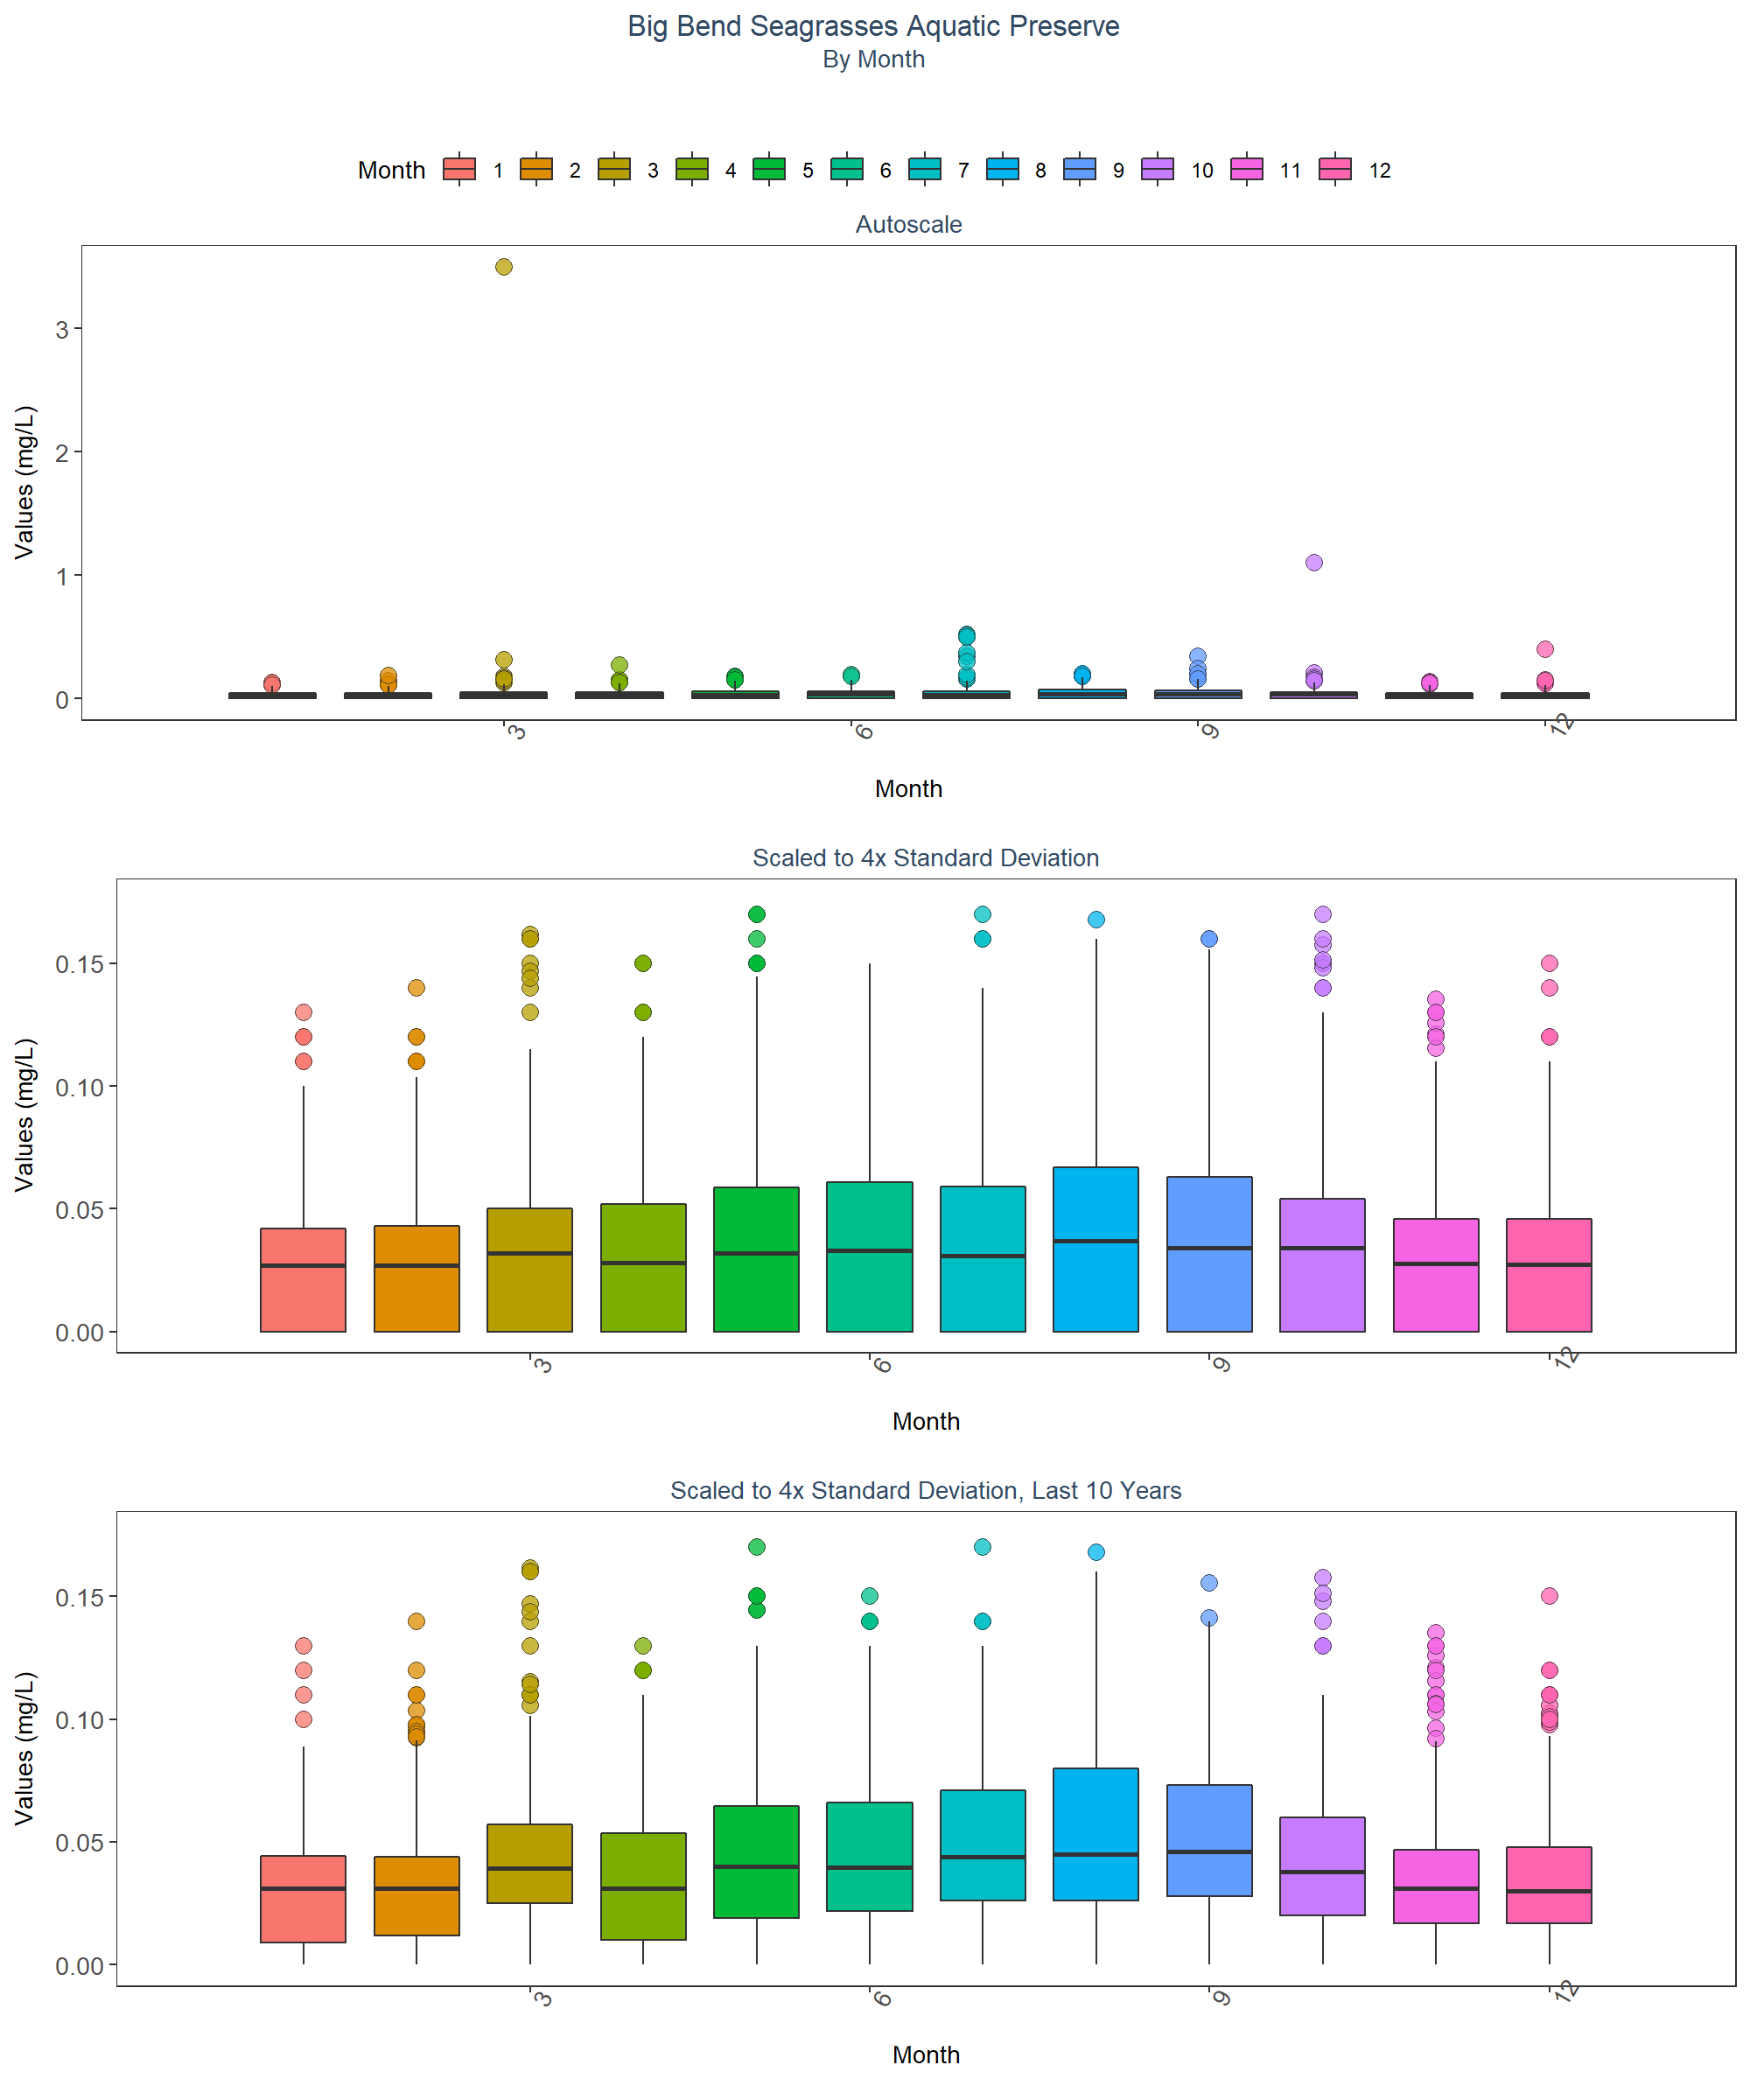 Big Bend Seagrasses Aquatic Preserve
By Month
Month 1 2 3 4 5 6 7 8 9 10 11 12
Autoscale
Values (mg/L)
3
2
1
0
3 6 9 12
Month
Scaled to 4x Standard Deviation
Values (mg/L)
0.15
0.10
0.05
0.00
3 6 9 12
Month
Scaled to 4x Standard Deviation, Last 10 Years
Values (mg/L)
0.15
0.10
0.05
0.00
3 6 9 12
Month